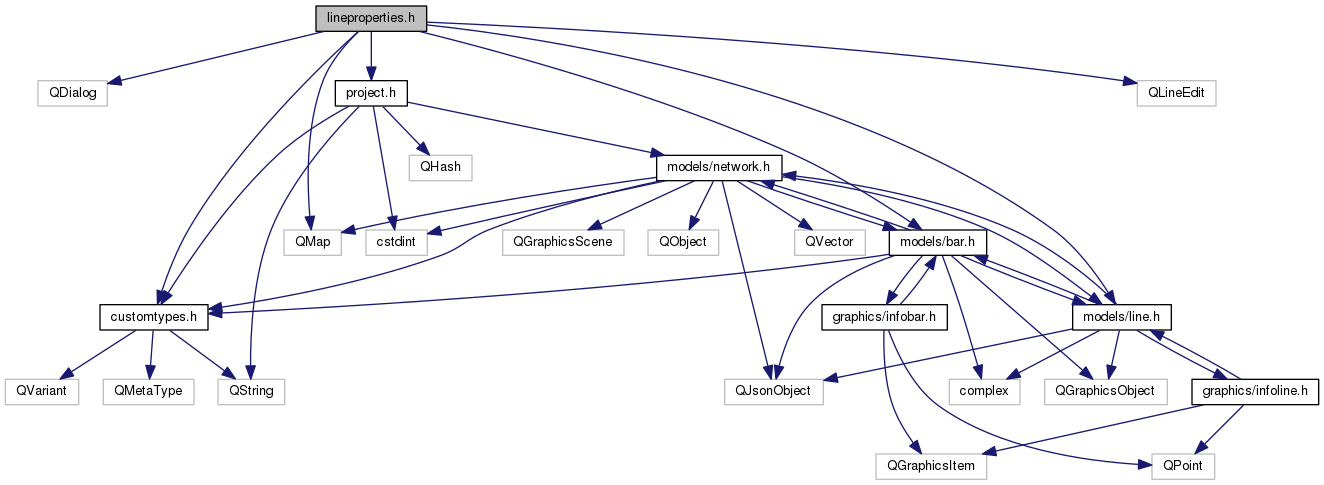 lineproperties.h
QDialog
project.h
QLineEdit
QHash
models/network.h
QMap
cstdint
QGraphicsScene
QObject
QVector
models/bar.h
customtypes.h
graphics/infobar.h
models/line.h
QVariant
QMetaType
QString
QJsonObject
complex
QGraphicsObject
graphics/infoline.h
QGraphicsItem
QPoint